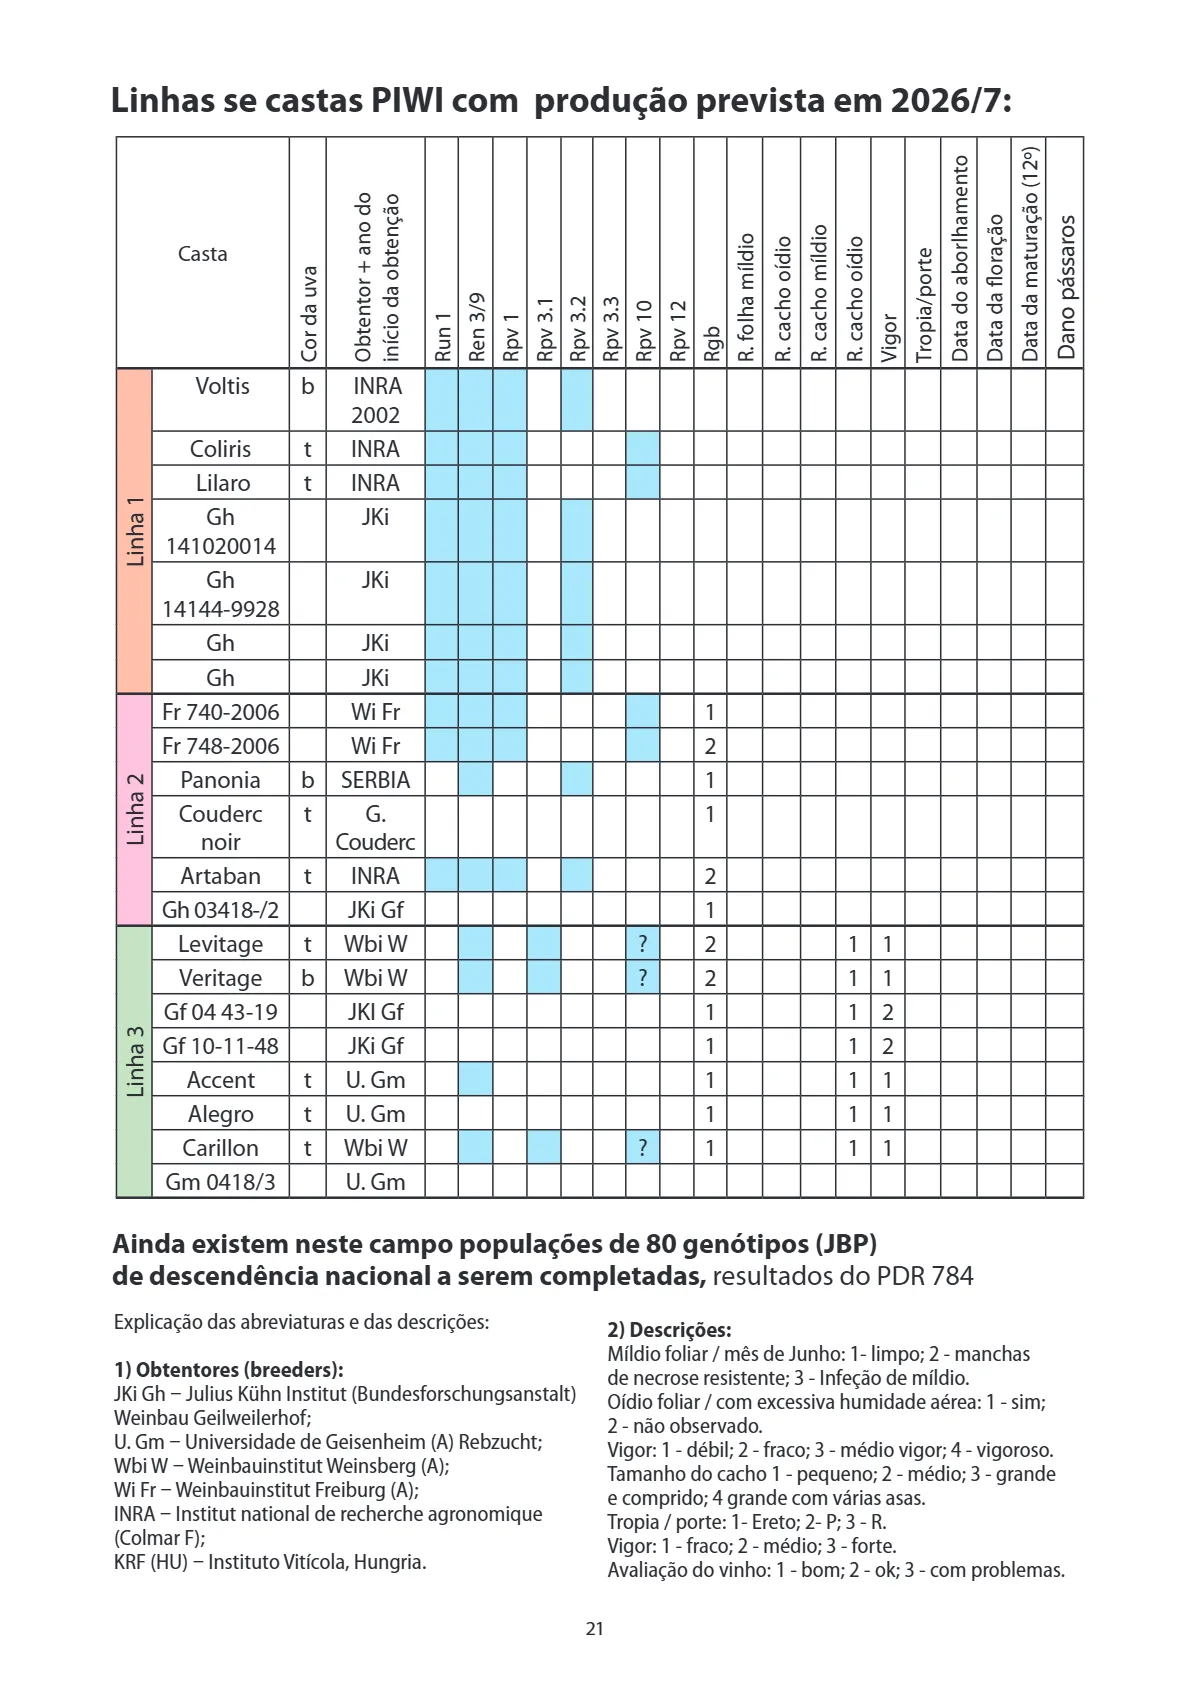 Linhas se castas PIWI com  produção prevista em 2026/7:
Casta
Cor da uva
Obtentor + ano do
início da obtenção
Run 1
Ren 3/9
Rpv 1
Rpv 3.1
Rpv 3.2
Rpv 3.3
Rpv 10
Rpv 12
Rgb
R. folha míldio
R. cacho oídio
R. cacho míldio
R. cacho oídio
Vigor
Tropia/porte
Data do aborlhamento
Data da floração
Data da maturação (12º)
Dano pássaros
Linha 1
Voltis b INRA
2002
Coliris t INRA
Lilaro t INRA
Gh JKi
141020014
Gh JKi
14144-9928
Gh JKi
Gh JKi
Linha 2
Fr 740-2006 Wi Fr 1
Fr 748-2006 Wi Fr 2
Panonia b SERBIA 1
Couderc t G. 1
noir Couderc
Artaban t INRA 2
Gh 03418-/2 JKi Gf 1
Linha 3
Levitage t Wbi W ? 2 1 1
Veritage b Wbi W ? 2 1 1
Gf 04 43-19 JKI Gf 1 1 2
Gf 10-11-48 JKi Gf 1 1 2
Accent t U. Gm 1 1 1
Alegro t U. Gm 1 1 1
Carillon t Wbi W ? 1 1 1
Gm 0418/3 U. Gm
Ainda existem neste campo populações de 80 genótipos (JBP)
de descendência nacional a serem completadas, resultados do PDR 784
Explicação das abreviaturas e das descrições:
1) Obtentores (breeders):
JKi Gh – Julius Kühn Institut (Bundesforschungsanstalt)
Weinbau Geilweilerhof;
U. Gm – Universidade de Geisenheim (A) Rebzucht;
Wbi W – Weinbauinstitut Weinsberg (A);
Wi Fr – Weinbauinstitut Freiburg (A);
INRA – Institut national de recherche agronomique
(Colmar F);
KRF (HU) – Instituto Vitícola, Hungria.
2) Descrições:
Míldio foliar / mês de Junho: 1- limpo; 2 - manchas
de necrose resistente; 3 - Infeção de míldio.
Oídio foliar / com excessiva humidade aérea: 1 - sim;
2 - não observado.
Vigor: 1 - débil; 2 - fraco; 3 - médio vigor; 4 - vigoroso.
Tamanho do cacho 1 - pequeno; 2 - médio; 3 - grande
e comprido; 4 grande com várias asas.
Tropia / porte: 1- Ereto; 2- P; 3 - R.
Vigor: 1 - fraco; 2 - médio; 3 - forte.
Avaliação do vinho: 1 - bom; 2 - ok; 3 - com problemas.
21